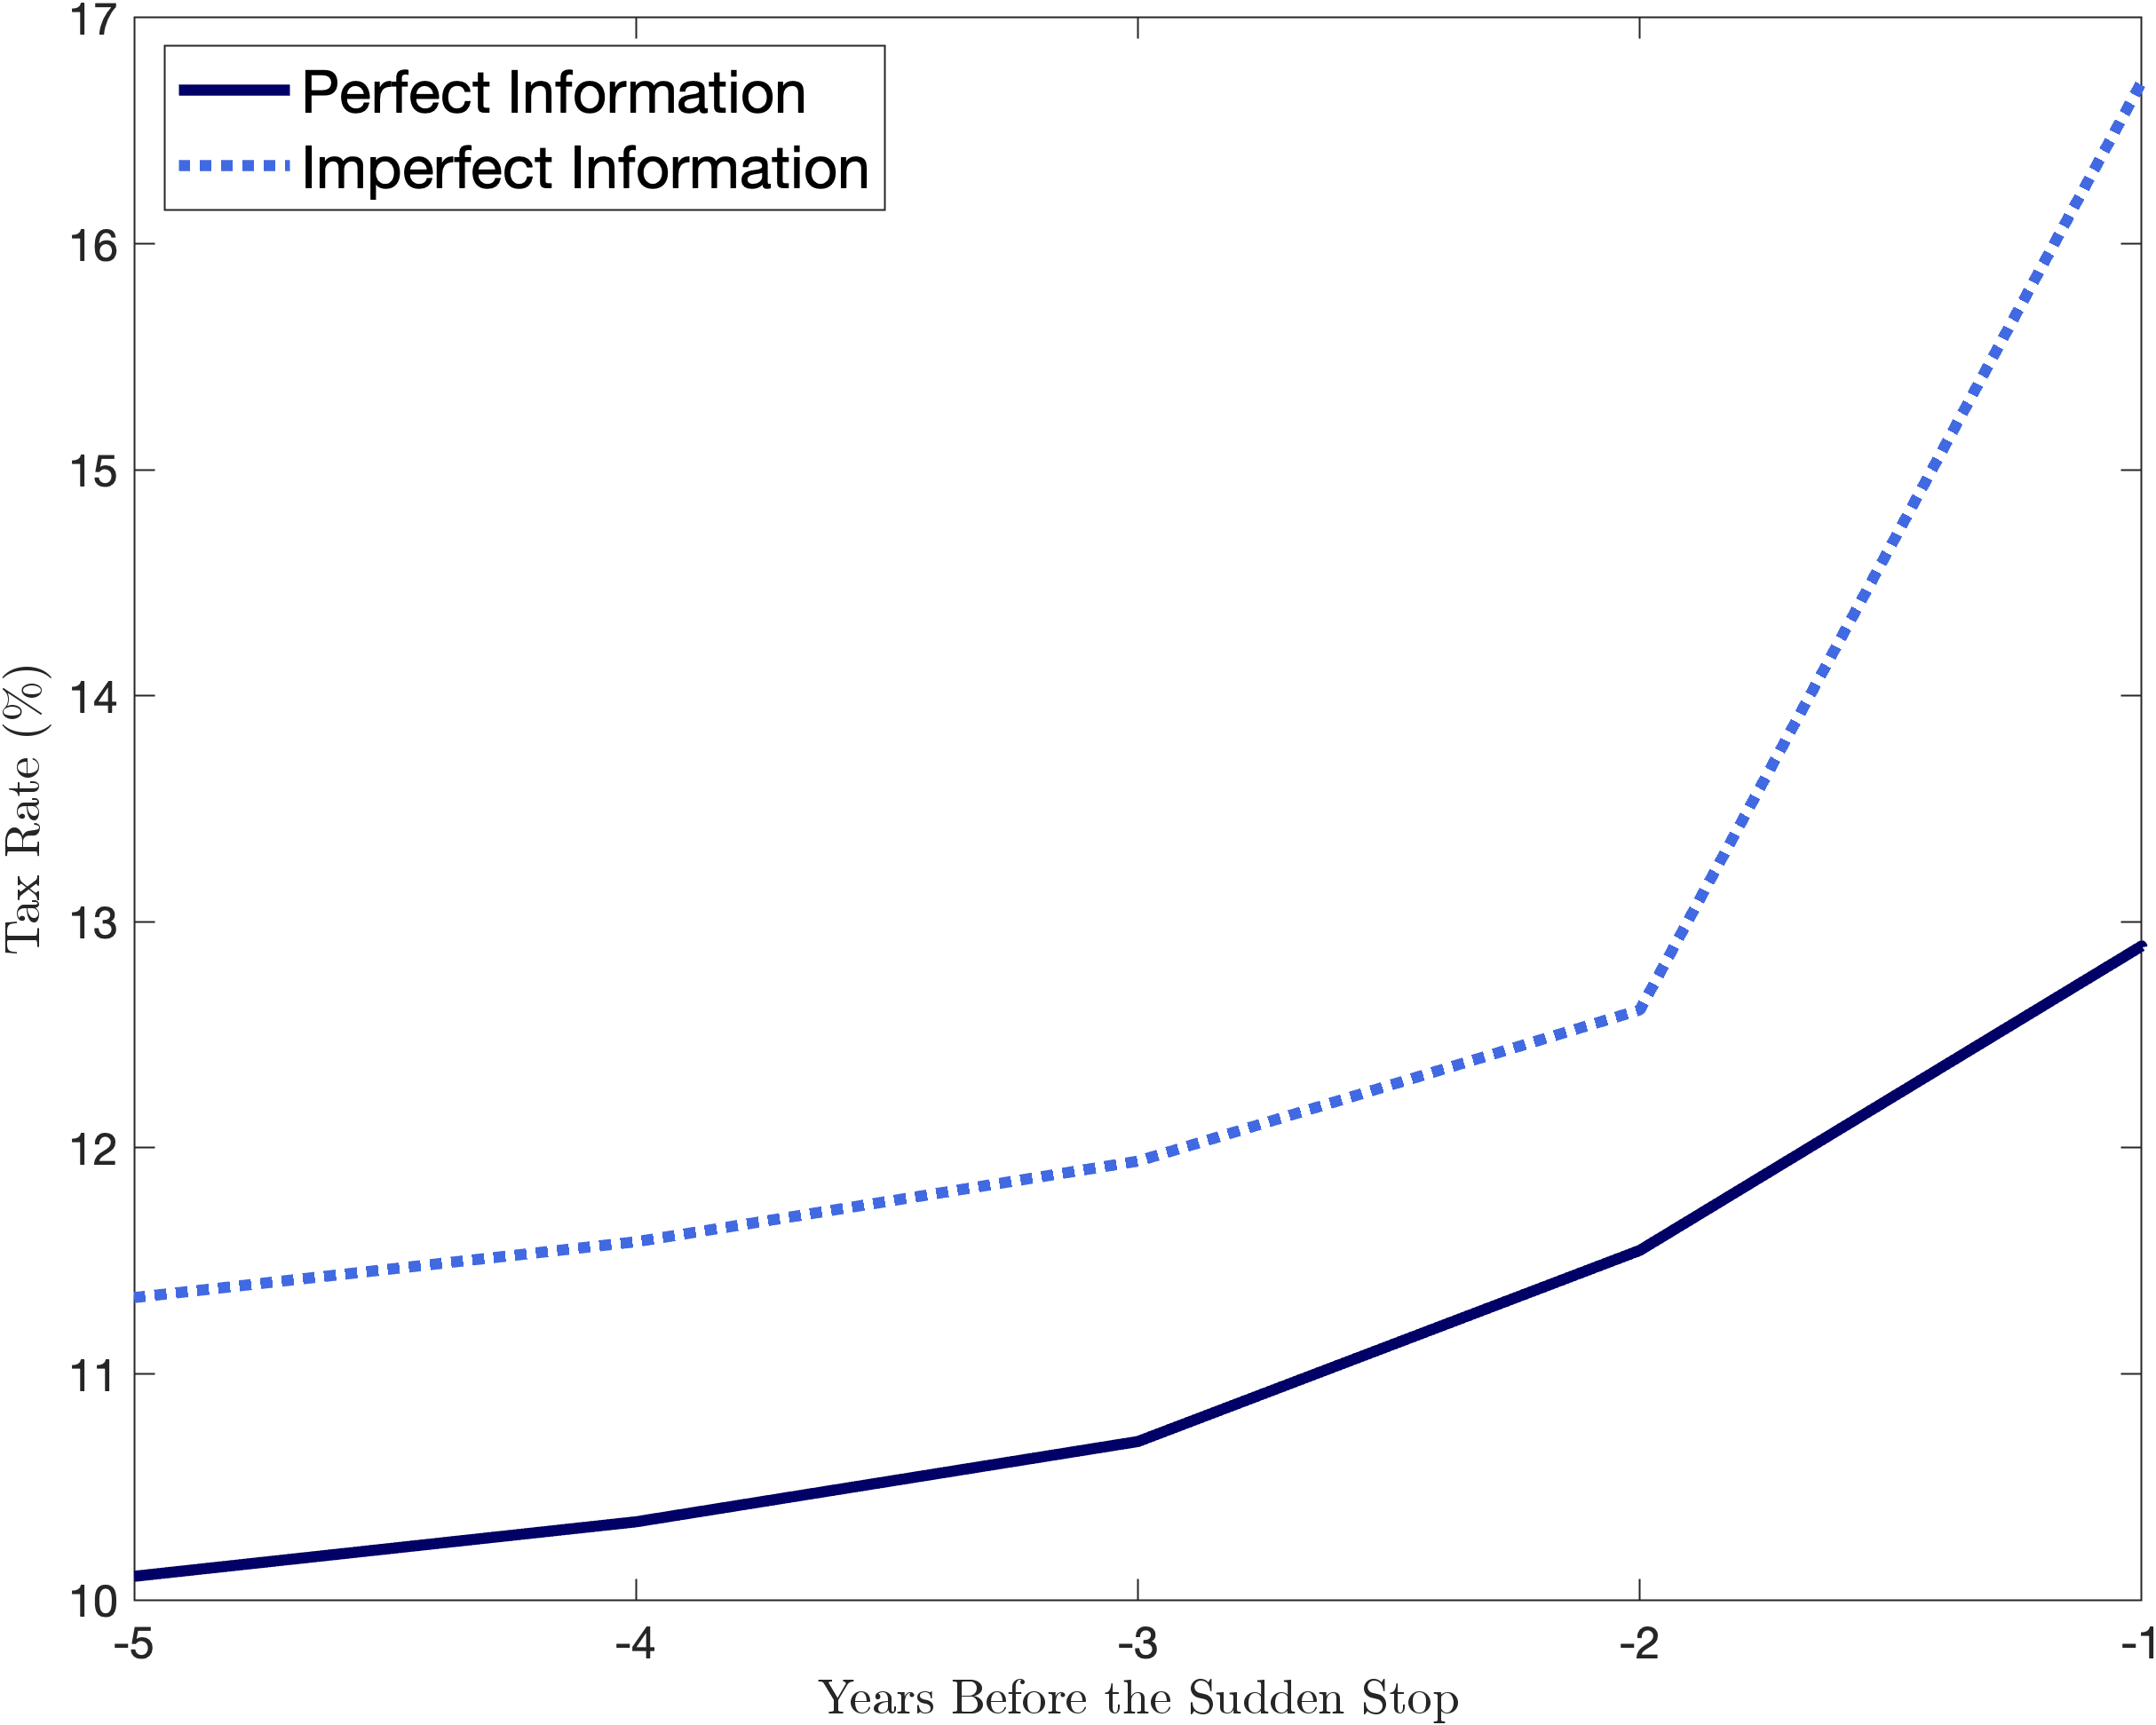 Perfect Information
Imperfect Information
17
16
15
14
13
12
11
10
Tax Rate (%)
-5 -4 -3 -2 -1
Years Before the Sudden Stop